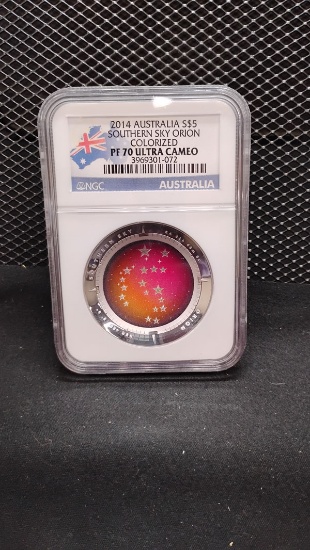 2014 AUSTRALIA S$5
SOUTHERN SKY ORION
COLORIZED
PF 70 ULTRA CAMEO
3969301-072
NGC
AUSTRALIA
SOUTHERN SKY
ORION